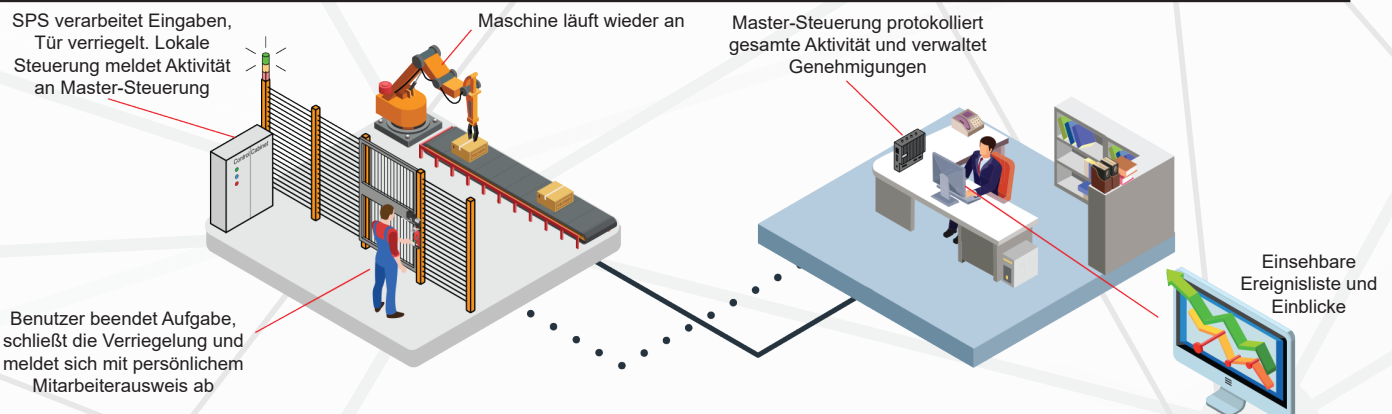 SPS verarbeitet Eingaben,
Tür verriegelt. Lokale
Steuerung meldet Aktivität
an Master-Steuerung
Maschine läuft wieder an
Master-Steuerung protokolliert
gesamte Aktivität und verwaltet
Genehmigungen
Control Cabinet
Benutzer beendet Aufgabe,
schließt die Verriegelung und
meldet sich mit persönlichem
Mitarbeiterausweis ab
Einsehbare
Ereignisliste und
Einblicke